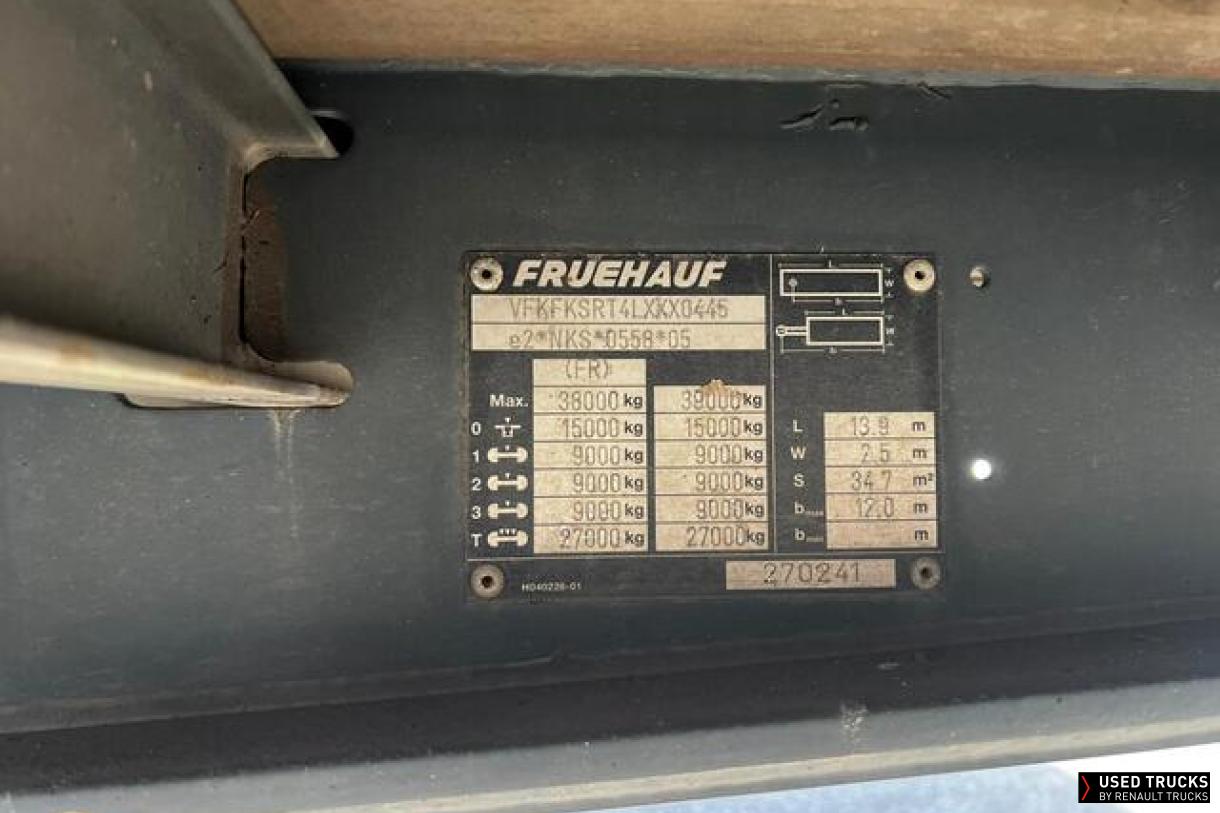 FRUEHAUF
VFKFKSRT4LXXX0445
e2*NKS*0558*05
(FR)
Max. 38000 kg 39000 kg
0 15000 kg 15000 kg
1 9000 kg 9000 kg
2 9000 kg 9000 kg
3 9000 kg 9000 kg
T 27000 kg 27000 kg
H040226-01
L
W
b
L
W
b
L 13.9 m
W 2.5 m
S 34.7 m²
b max 12.0 m
b m
270241
USED TRUCKS
BY RENAULT TRUCKS